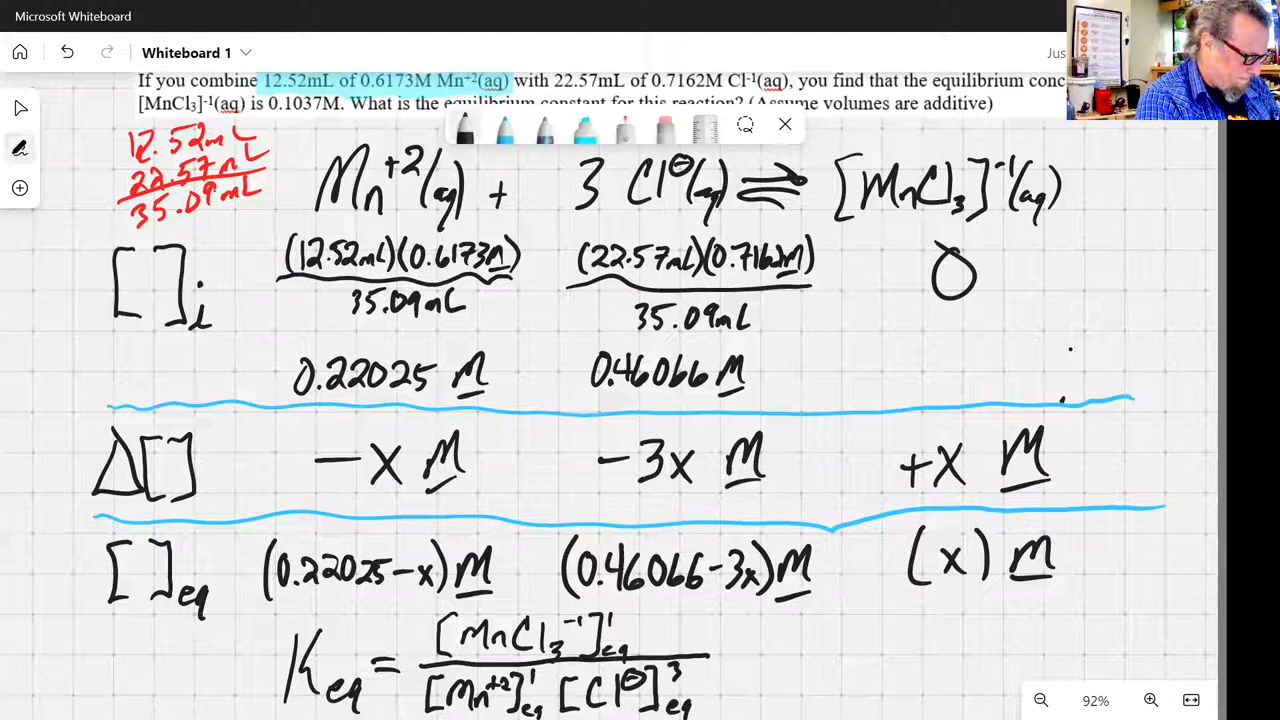 Microsoft Whiteboard
Whiteboard 1
Jus
If you combine 12.52mL of 0.6173M Mn⁺²(aq) with 22.57mL of 0.7162M Cl⁻¹(aq), you find that the equilibrium conc
[MnCl₃]⁻¹(aq) is 0.1037M. What is the equilibrium constant for this reaction? (Assume volumes are additive)
12.52mL
22.57mL
35.09mL
Mn⁺²(aq) + 3 Cl⊖(aq) ⇌ [MnCl₃]⁻¹(aq)
[ ]i (12.52mL)(0.6173M) (22.57mL)(0.7162M) 0
35.09mL 35.09mL
0.22025 M 0.46066 M
Δ[ ] −x M −3x M +x M
[ ]eq (0.22025−x)M (0.46066−3x)M (x) M
Keq = [MnCl₃⁻¹]¹eq
[Mn⁺²]¹eq [Cl⊖]³eq
92%